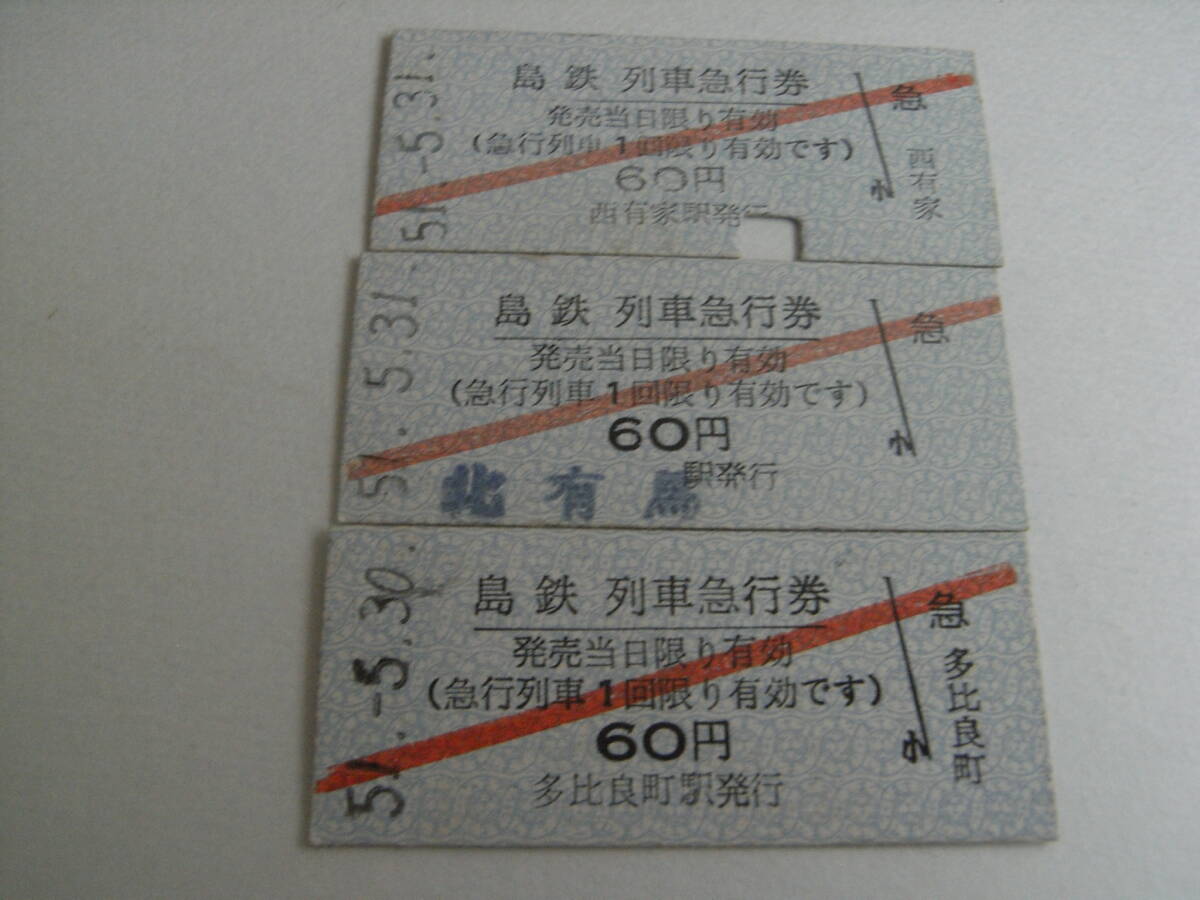 51.-5.31.
島鉄 列車急行券
発売当日限り有効
(急行列車1回限り有効です)
60円
西有家駅発行
急
西有家
51.5.31.
島鉄 列車急行券
発売当日限り有効
(急行列車1回限り有効です)
60円
北有馬 駅発行
急
51.-5.30.
島鉄 列車急行券
発売当日限り有効
(急行列車1回限り有効です)
60円
多比良町駅発行
急
多比良町